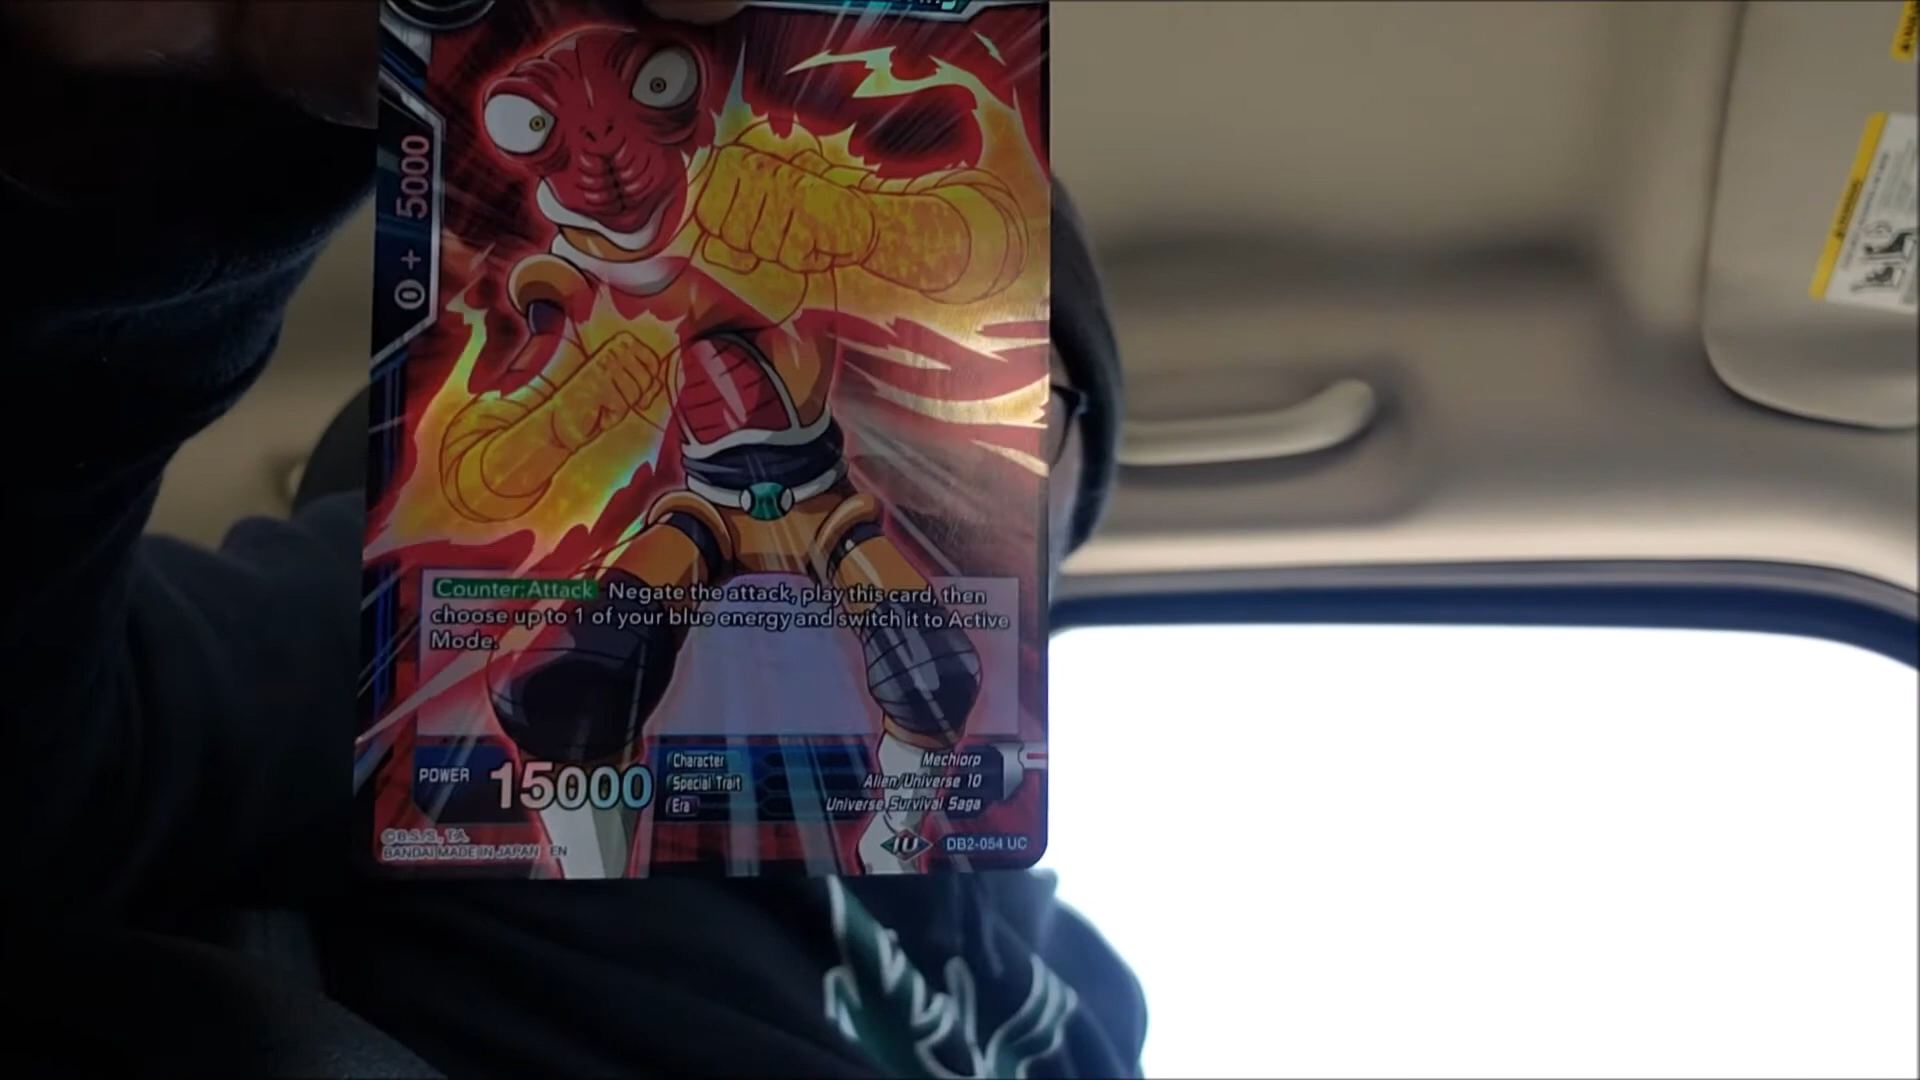 0 + 5000
Counter:Attack Negate the attack, play this card, then
choose up to 1 of your blue energy and switch it to Active
Mode.
POWER 15000
Character Mechiorp
Special Trait Alien/Universe 10
Era Universe Survival Saga
©B.S./S., T.A.
BANDAI MADE IN JAPAN EN
IU DB2-054 UC